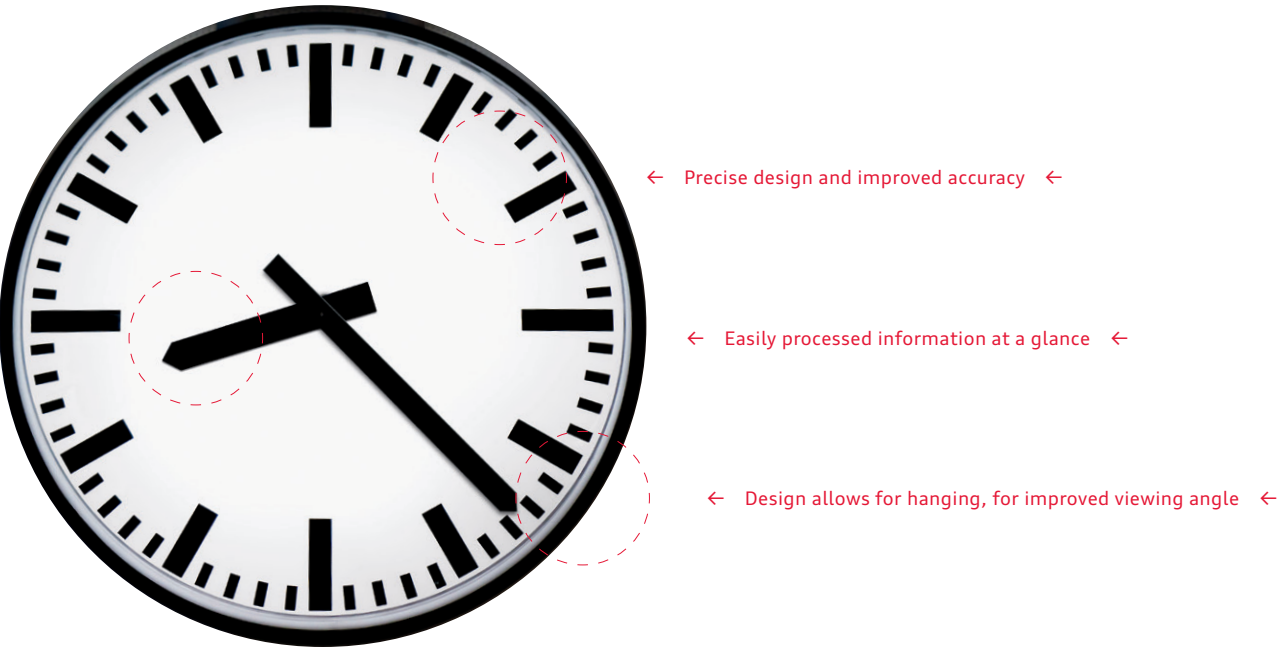 ← Precise design and improved accuracy ←
← Easily processed information at a glance ←
← Design allows for hanging, for improved viewing angle ←